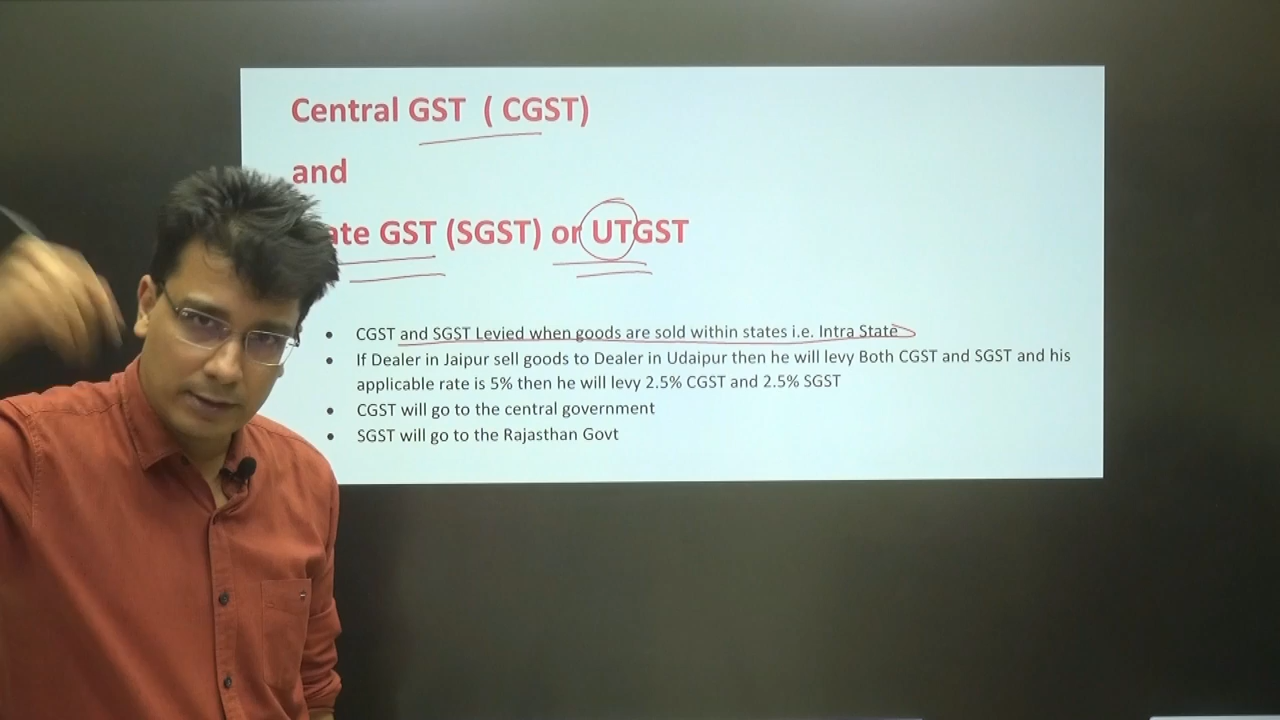 Central GST ( CGST)
and
ate GST (SGST) or UTGST
• CGST and SGST Levied when goods are sold within states i.e. Intra State
• If Dealer in Jaipur sell goods to Dealer in Udaipur then he will levy Both CGST and SGST and his
applicable rate is 5% then he will levy 2.5% CGST and 2.5% SGST
• CGST will go to the central government
• SGST will go to the Rajasthan Govt